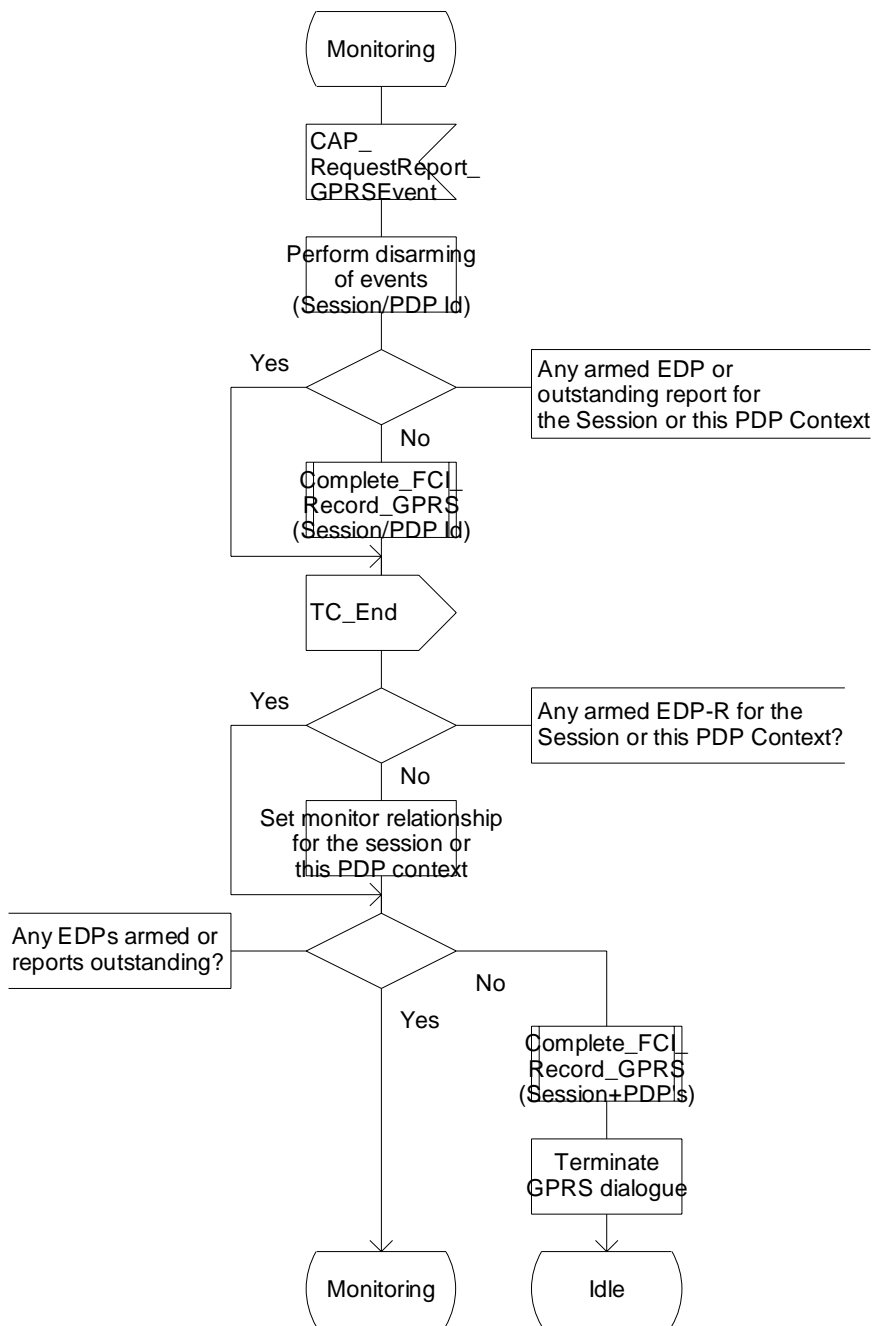 Monitoring
CAP_
RequestReport_
GPRSEvent
Perform disarming
of events
(Session/PDP Id)
Yes
Any armed EDP or
outstanding report for
the Session or this PDP Context
No
Complete_FCI_
Record_GPRS
(Session/PDP Id)
TC_End
Yes
Any armed EDP-R for the
Session or this PDP Context?
No
Set monitor relationship
for the session or
this PDP context
Any EDPs armed or
reports outstanding?
No
Yes
Complete_FCI_
Record_GPRS
(Session+PDP's)
Terminate
GPRS dialogue
Monitoring
Idle